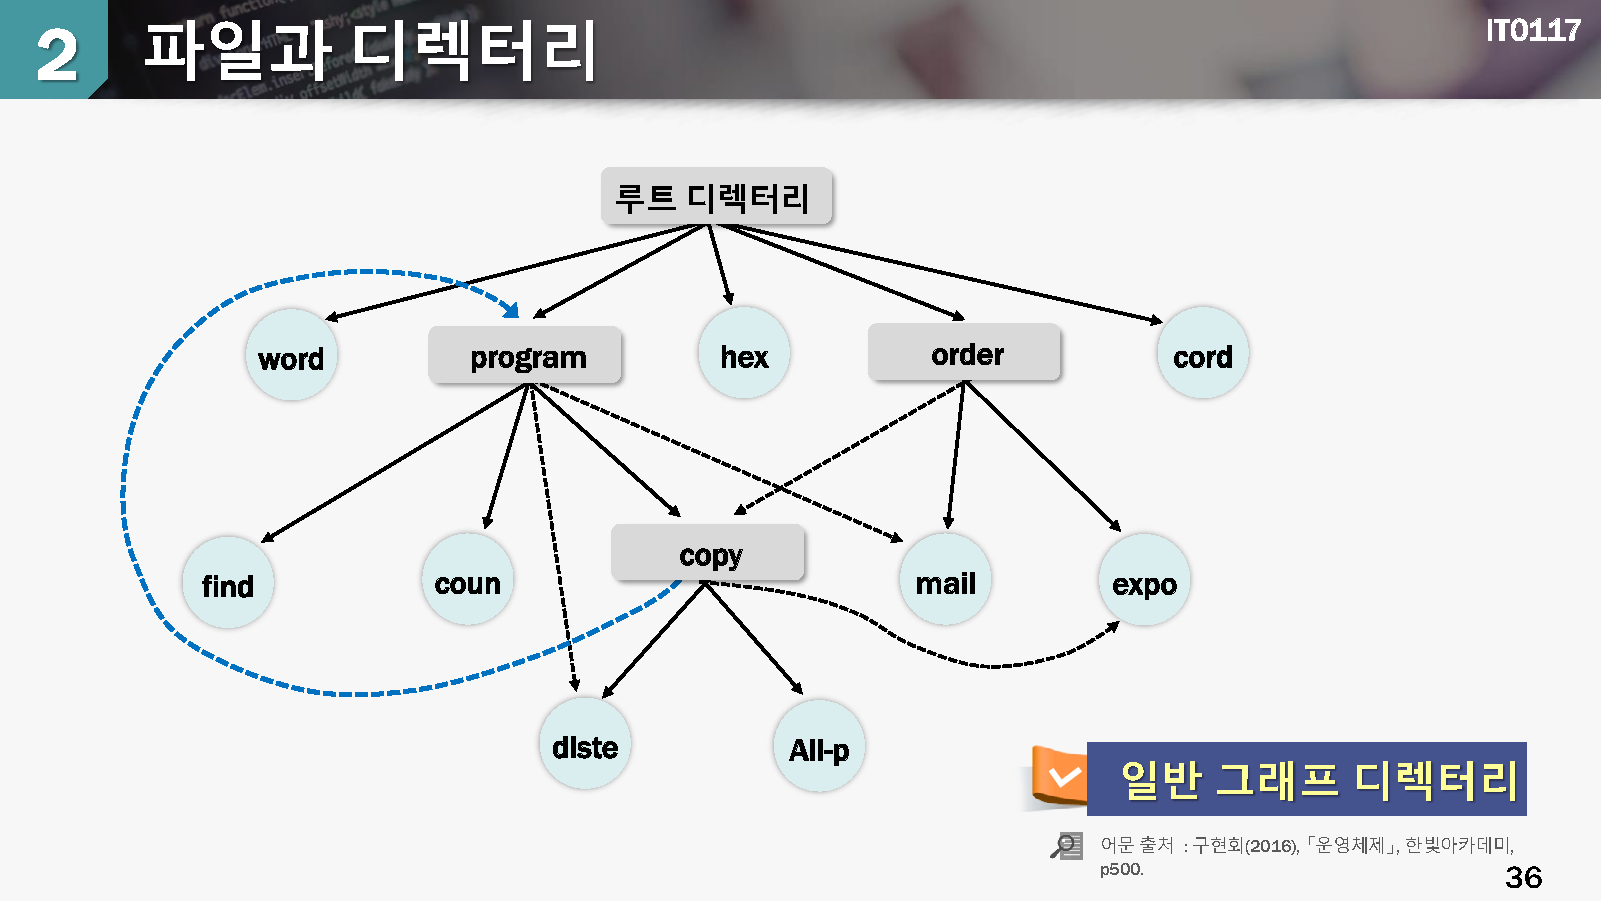 2 파일과 디렉터리
IT0117
루트 디렉터리
word
program
hex
order
cord
find
coun
copy
mail
expo
dlste
All-p
일반 그래프 디렉터리
어문 출처 : 구현회(2016), 「운영체제」, 한빛아카데미,
p500.
36